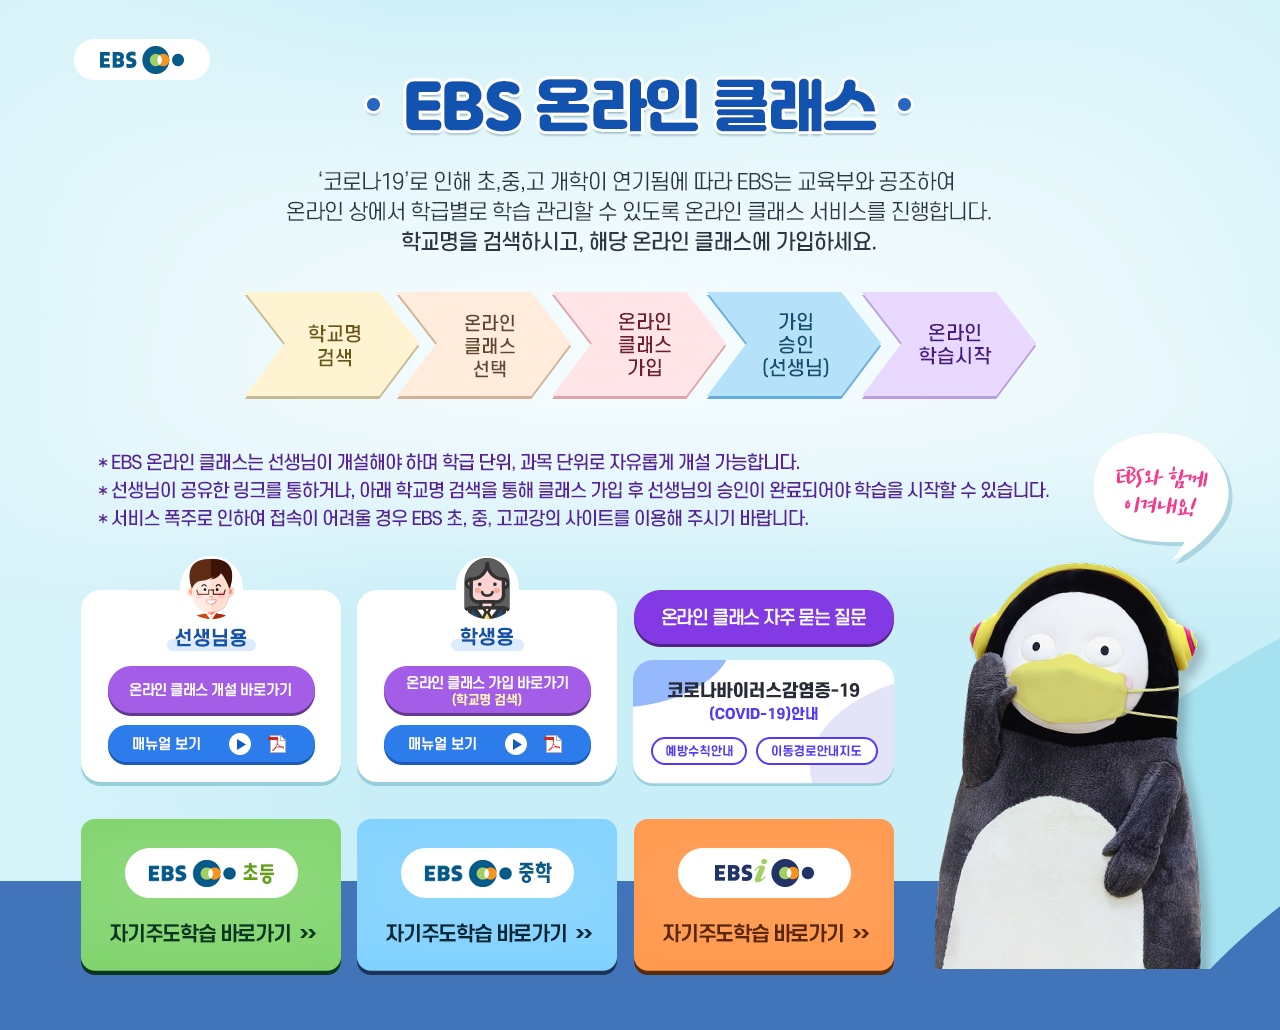 EBS
EBS 온라인 클래스
‘코로나19’로 인해 초,중,고 개학이 연기됨에 따라 EBS는 교육부와 공조하여
온라인 상에서 학급별로 학습 관리할 수 있도록 온라인 클래스 서비스를 진행합니다.
학교명을 검색하시고, 해당 온라인 클래스에 가입하세요.
학교명
검색
온라인
클래스
선택
온라인
클래스
가입
가입
승인
(선생님)
온라인
학습시작
* EBS 온라인 클래스는 선생님이 개설해야 하며 학급 단위, 과목 단위로 자유롭게 개설 가능합니다.
* 선생님이 공유한 링크를 통하거나, 아래 학교명 검색을 통해 클래스 가입 후 선생님의 승인이 완료되어야 학습을 시작할 수 있습니다.
* 서비스 폭주로 인하여 접속이 어려울 경우 EBS 초, 중, 고교강의 사이트를 이용해 주시기 바랍니다.
EBS와 함께
이겨내요!
선생님용
온라인 클래스 개설 바로가기
매뉴얼 보기
학생용
온라인 클래스 가입 바로가기
(학교명 검색)
매뉴얼 보기
온라인 클래스 자주 묻는 질문
코로나바이러스감염증-19
(COVID-19)안내
예방수칙안내
이동경로안내지도
EBS 초등
자기주도학습 바로가기 >>
EBS 중학
자기주도학습 바로가기 >>
EBSi
자기주도학습 바로가기 >>